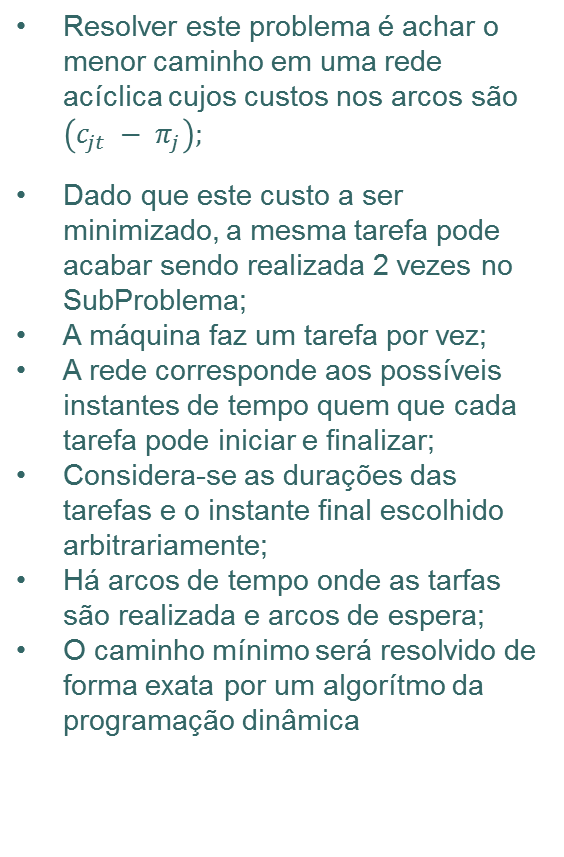 • Resolver este problema é achar o
menor caminho em uma rede
acíclica cujos custos nos arcos são
(c_{jt} − π_j);
• Dado que este custo a ser
minimizado, a mesma tarefa pode
acabar sendo realizada 2 vezes no
SubProblema;
• A máquina faz um tarefa por vez;
• A rede corresponde aos possíveis
instantes de tempo quem que cada
tarefa pode iniciar e finalizar;
• Considera-se as durações das
tarefas e o instante final escolhido
arbitrariamente;
• Há arcos de tempo onde as tarfas
são realizada e arcos de espera;
• O caminho mínimo será resolvido de
forma exata por um algorítmo da
programação dinâmica